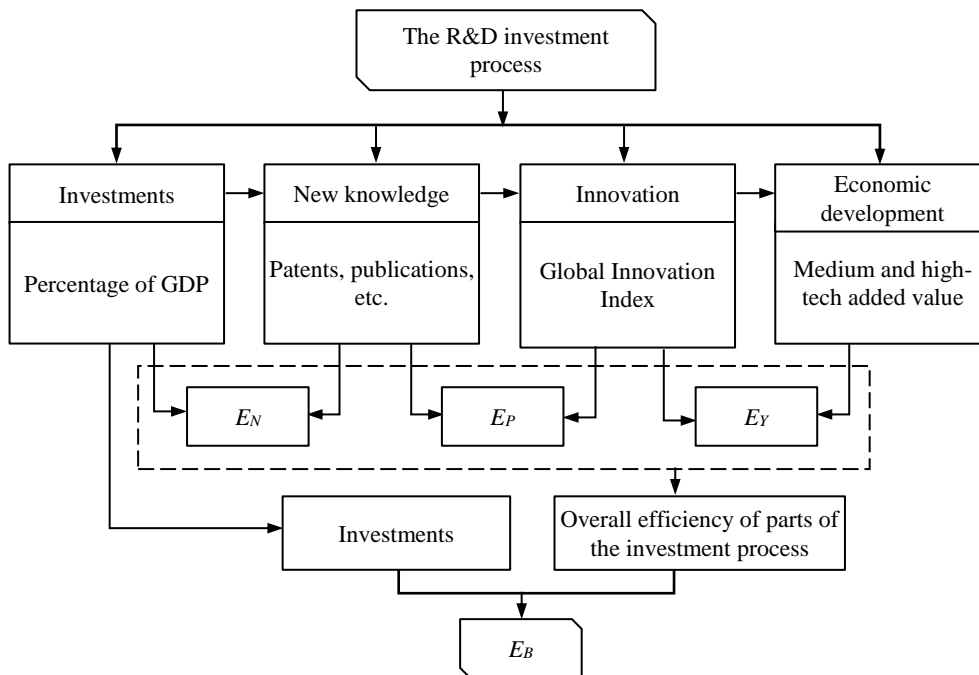 The R&D investment
process
Investments
New knowledge
Innovation
Economic
development
Percentage of GDP
Patents, publications,
etc.
Global Innovation
Index
Medium and high-
tech added value
EN
EP
EY
Investments
Overall efficiency of parts of
the investment process
EB